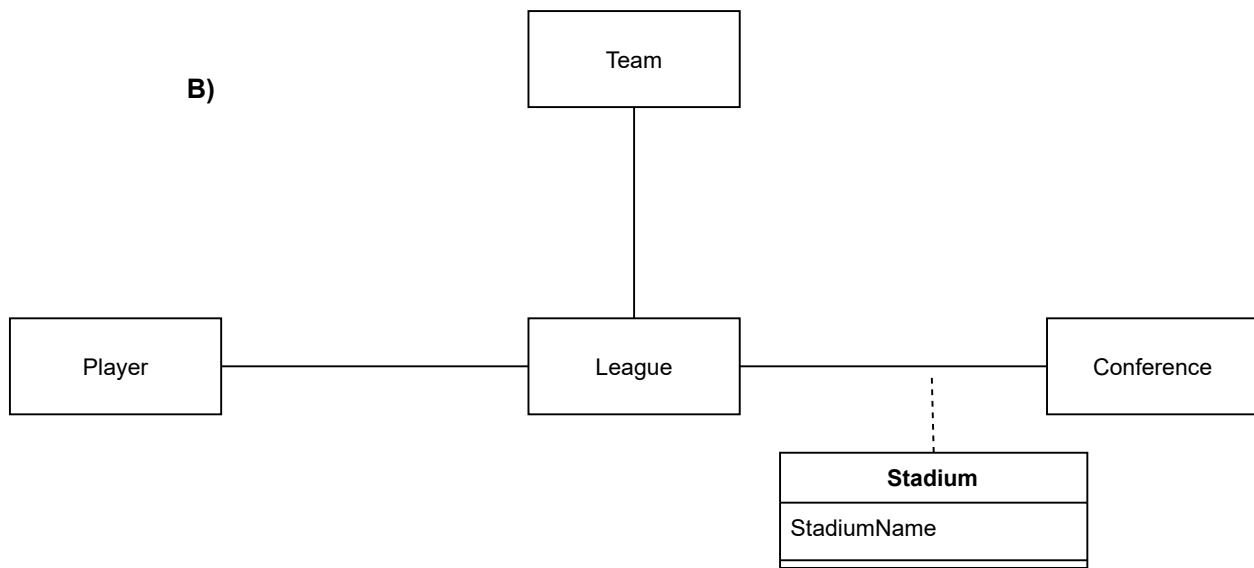 Team
B)
Player
League
Conference
Stadium
StadiumName